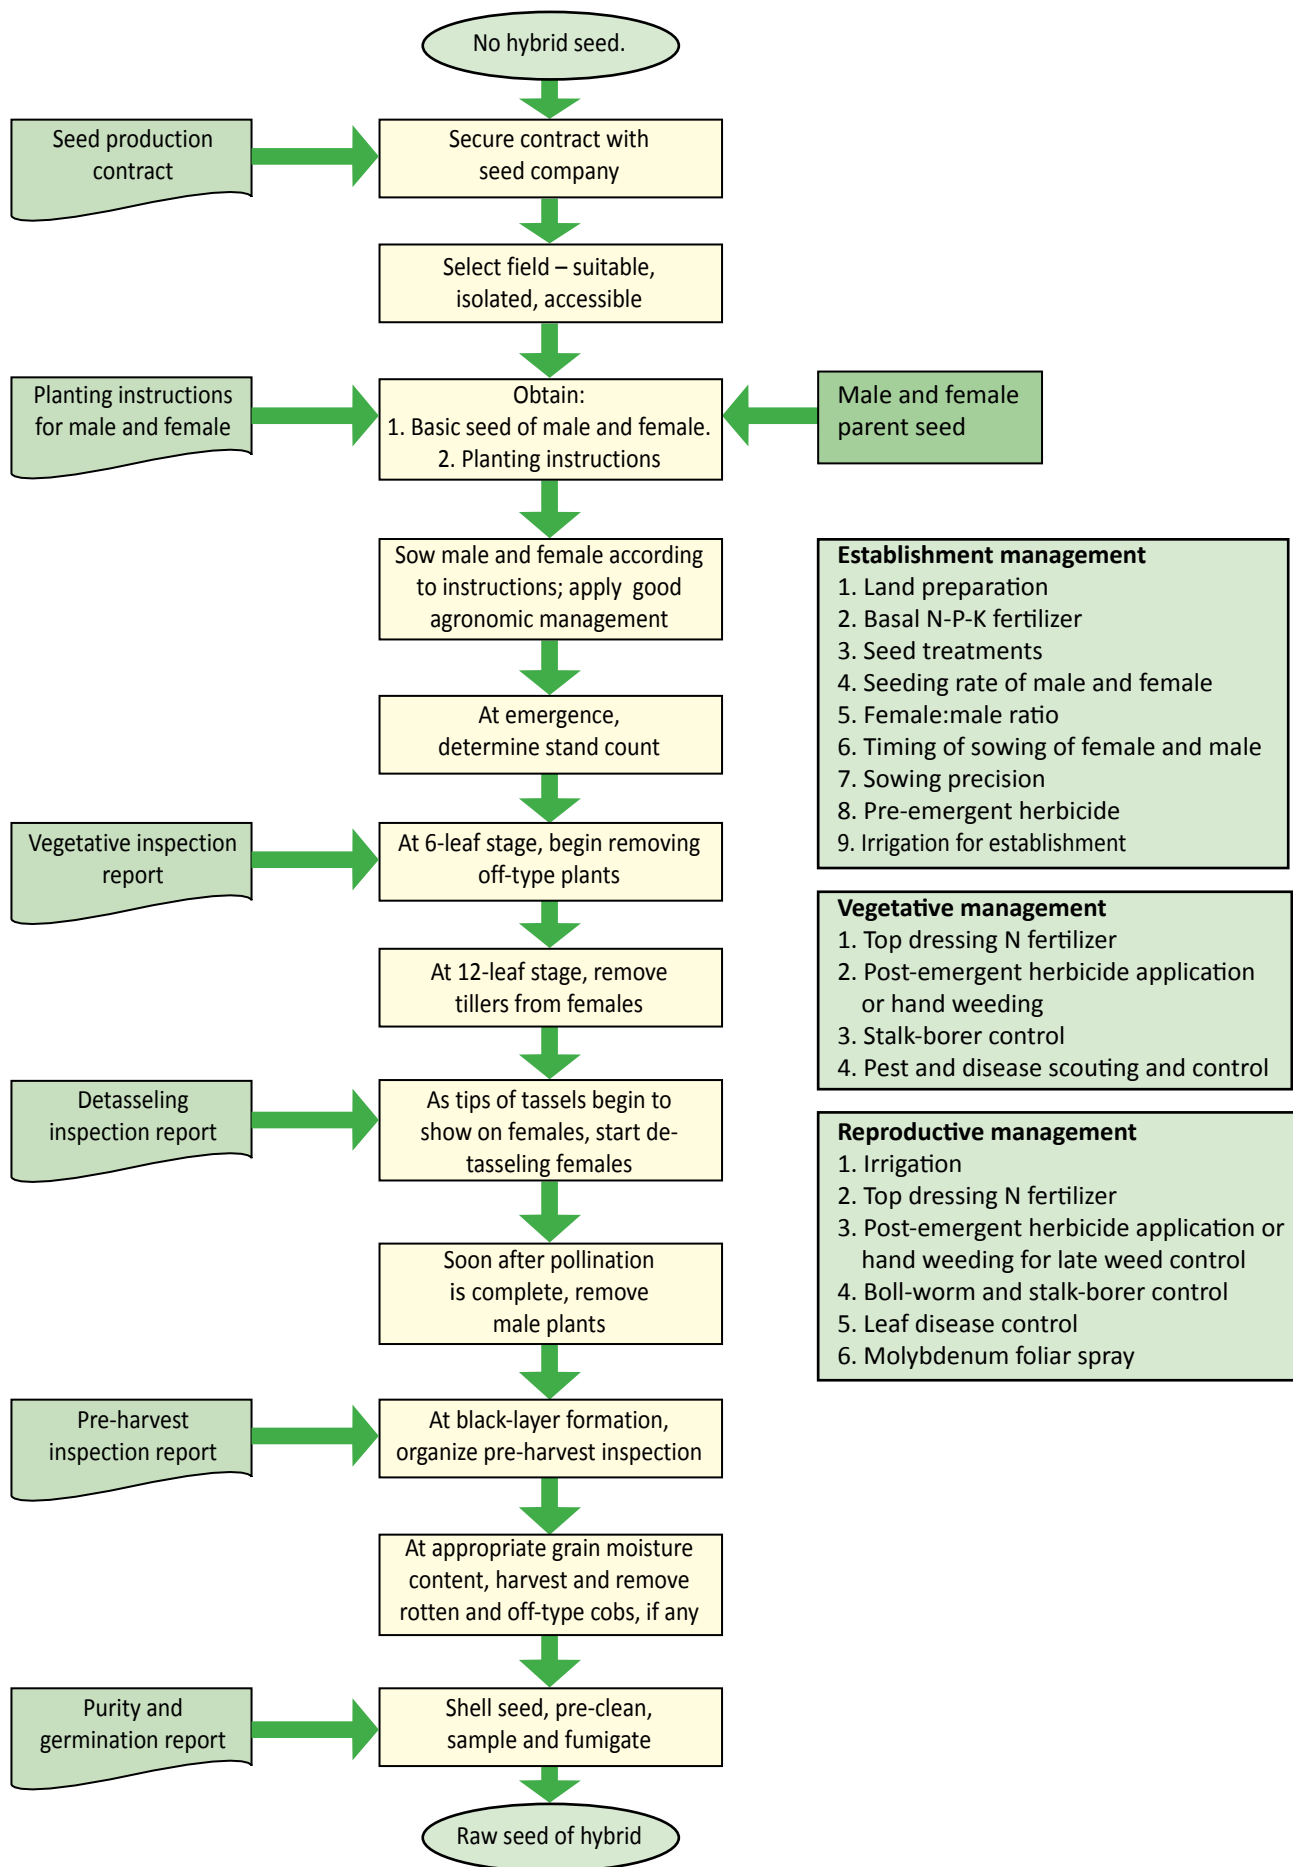 No hybrid seed.
Seed production
contract
Secure contract with
seed company
Select field – suitable,
isolated, accessible
Planting instructions
for male and female
Obtain:
1. Basic seed of male and female.
2. Planting instructions
Male and female
parent seed
Sow male and female according
to instructions; apply good
agronomic management
At emergence,
determine stand count
Vegetative inspection
report
At 6-leaf stage, begin removing
off-type plants
At 12-leaf stage, remove
tillers from females
Detasseling
inspection report
As tips of tassels begin to
show on females, start de-
tasseling females
Soon after pollination
is complete, remove
male plants
Pre-harvest
inspection report
At black-layer formation,
organize pre-harvest inspection
At appropriate grain moisture
content, harvest and remove
rotten and off-type cobs, if any
Purity and
germination report
Shell seed, pre-clean,
sample and fumigate
Raw seed of hybrid
Establishment management
1. Land preparation
2. Basal N-P-K fertilizer
3. Seed treatments
4. Seeding rate of male and female
5. Female:male ratio
6. Timing of sowing of female and male
7. Sowing precision
8. Pre-emergent herbicide
9. Irrigation for establishment
Vegetative management
1. Top dressing N fertilizer
2. Post-emergent herbicide application
or hand weeding
3. Stalk-borer control
4. Pest and disease scouting and control
Reproductive management
1. Irrigation
2. Top dressing N fertilizer
3. Post-emergent herbicide application or
hand weeding for late weed control
4. Boll-worm and stalk-borer control
5. Leaf disease control
6. Molybdenum foliar spray